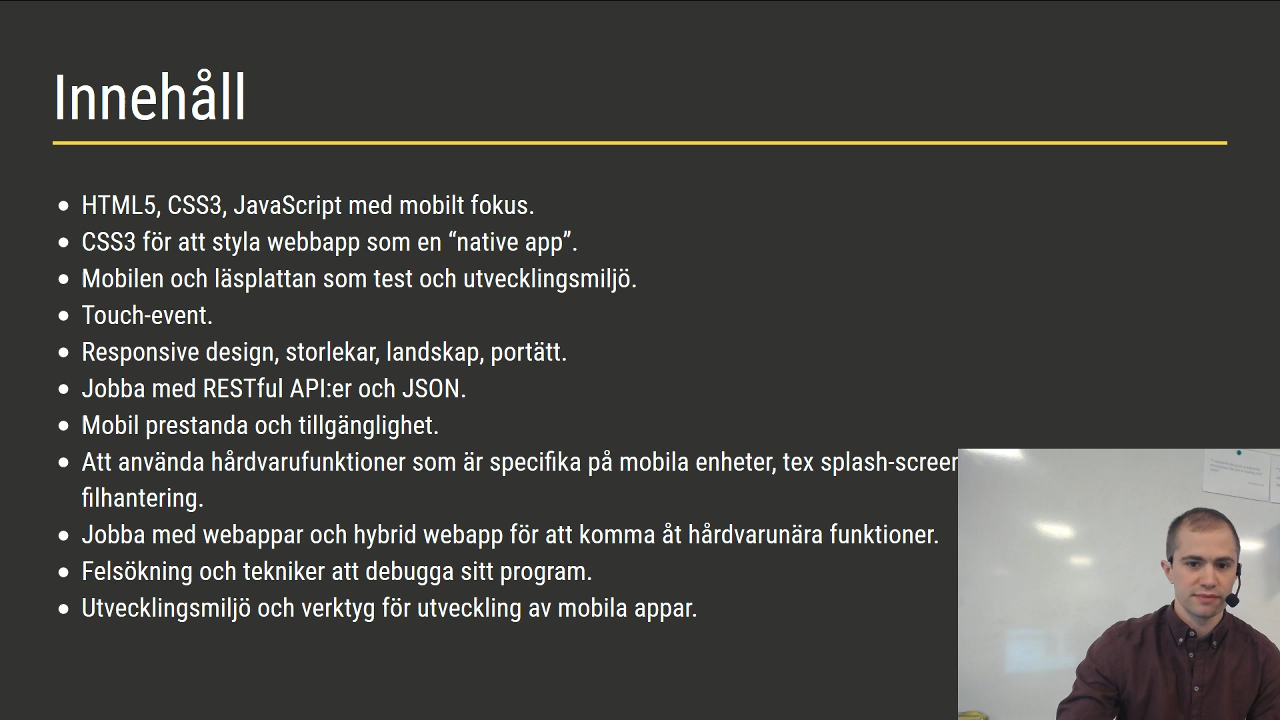 Innehåll
HTML5, CSS3, JavaScript med mobilt fokus.
CSS3 för att styla webbapp som en “native app”.
Mobilen och läsplattan som test och utvecklingsmiljö.
Touch-event.
Responsive design, storlekar, landskap, portätt.
Jobba med RESTful API:er och JSON.
Mobil prestanda och tillgänglighet.
Att använda hårdvarufunktioner som är specifika på mobila enheter, tex
filhantering.
Jobba med webappar och hybrid webapp för att komma åt hårdvarunära funktioner.
Felsökning och tekniker att debugga sitt program.
Utvecklingsmiljö och verktyg för utveckling av mobila appar.